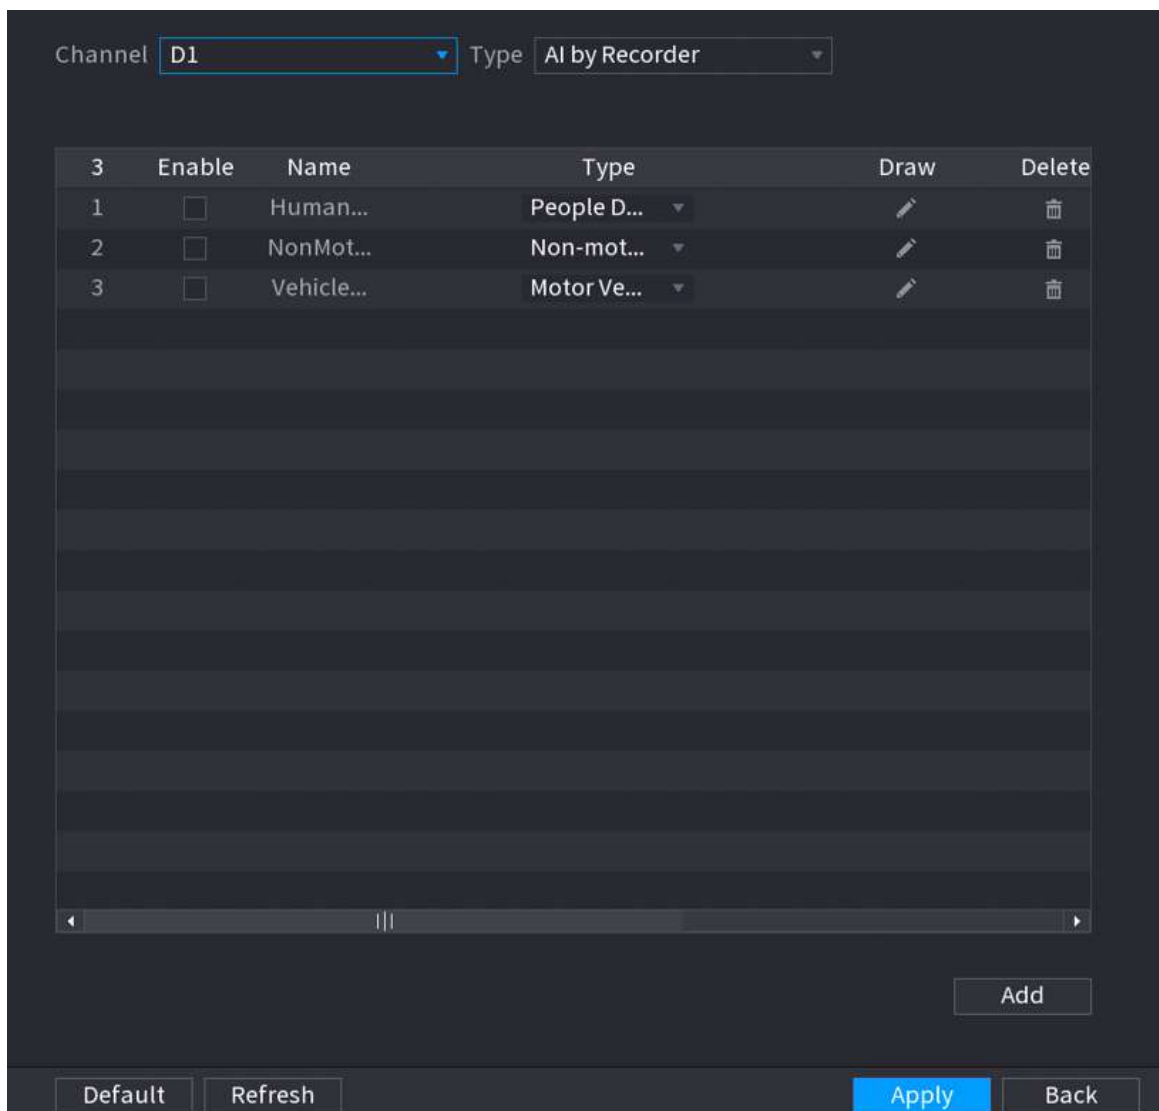 Channel D1 Type AI by Recorder
3 Enable Name Type Draw Delete
1 Human... People D...
2 NonMot... Non-mot...
3 Vehicle... Motor Ve...
Add
Default Refresh Apply Back